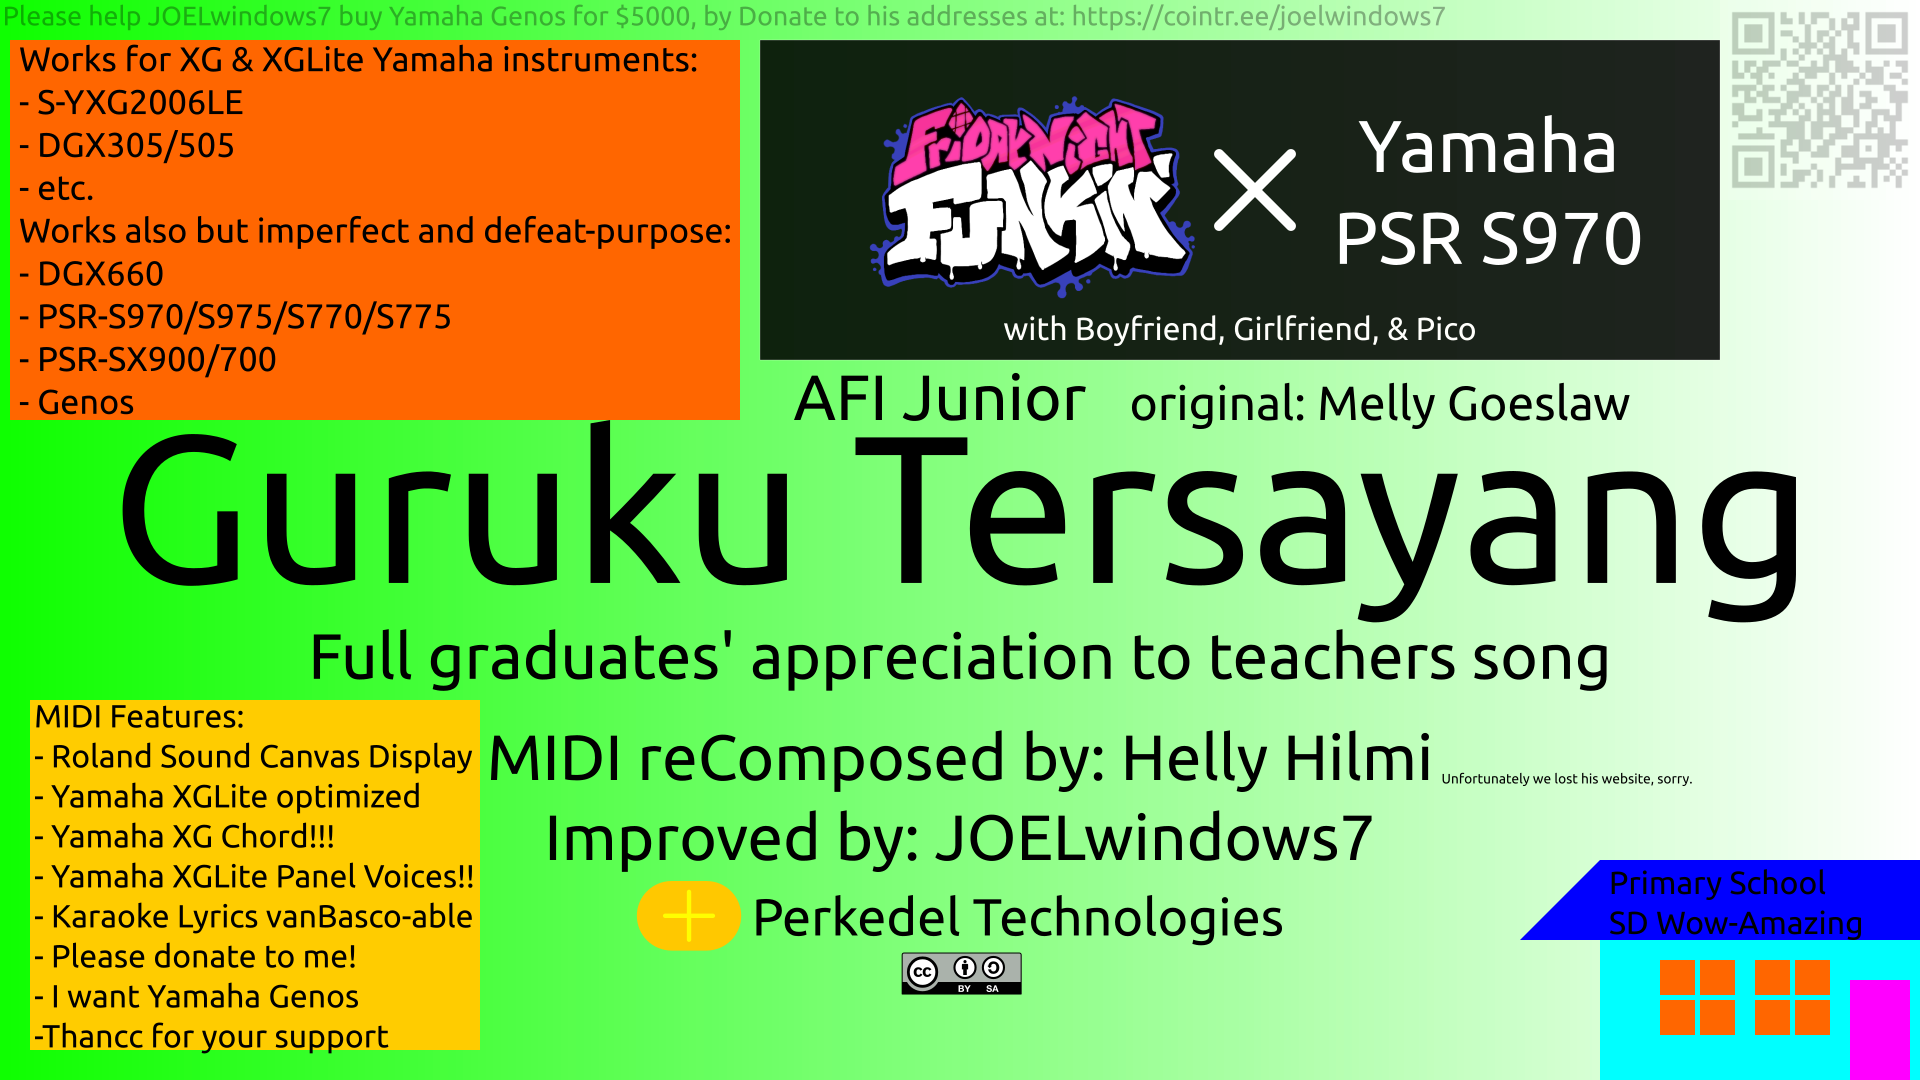 Please help JOELwindows7 buy Yamaha Genos for $5000, by Donate to his addresses at: https://cointr.ee/joelwindows7
Works for XG & XGLite Yamaha instruments:
- S-YXG2006LE
- DGX305/505
- etc.
Works also but imperfect and defeat-purpose:
- DGX660
- PSR-S970/S975/S770/S775
- PSR-SX900/700
- Genos
FRIDAY NIGHT
FUNKIN'
Yamaha
PSR S970
with Boyfriend, Girlfriend, & Pico
AFI Junior original: Melly Goeslaw
Guruku Tersayang
Full graduates' appreciation to teachers song
MIDI Features:
- Roland Sound Canvas Display
- Yamaha XGLite optimized
- Yamaha XG Chord!!!
- Yamaha XGLite Panel Voices!!
- Karaoke Lyrics vanBasco-able
- Please donate to me!
- I want Yamaha Genos
-Thancc for your support
MIDI reComposed by: Helly Hilmi Unfortunately we lost his website, sorry.
Improved by: JOELwindows7
Perkedel Technologies
cc
BY SA
Primary School
SD Wow-Amazing